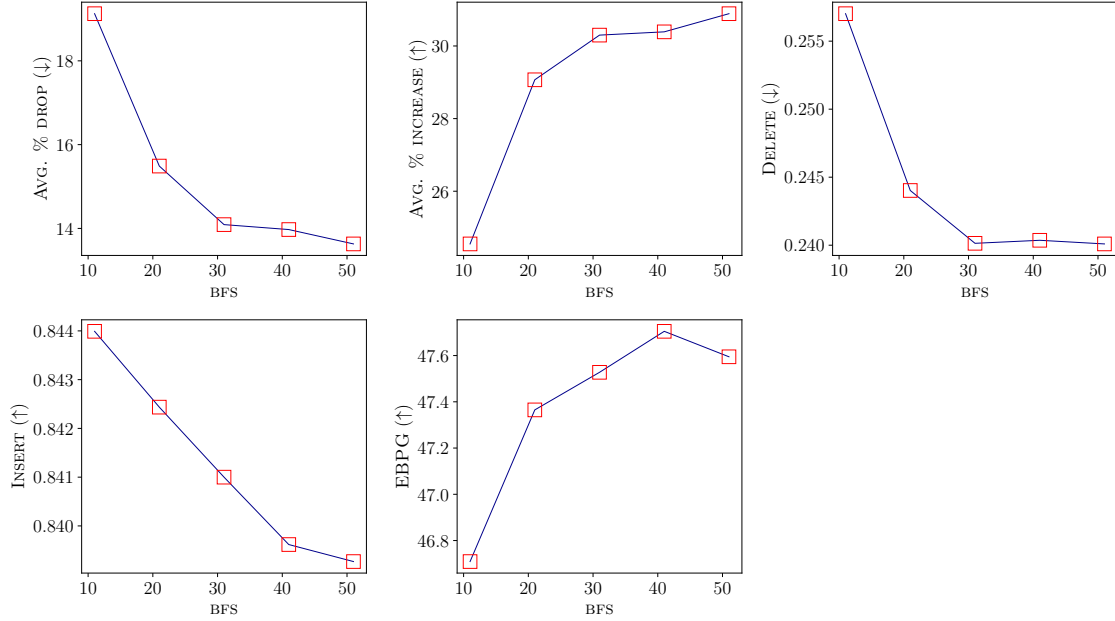 18
16
14
Avg. % drop (↓)
10 20 30 40 50
bfs
30
28
26
Avg. % increase (↑)
10 20 30 40 50
bfs
0.255
0.250
0.245
0.240
Delete (↓)
10 20 30 40 50
bfs
0.844
0.843
0.842
0.841
0.840
Insert (↑)
10 20 30 40 50
bfs
47.6
47.4
47.2
47.0
46.8
EBPG (↑)
10 20 30 40 50
bfs